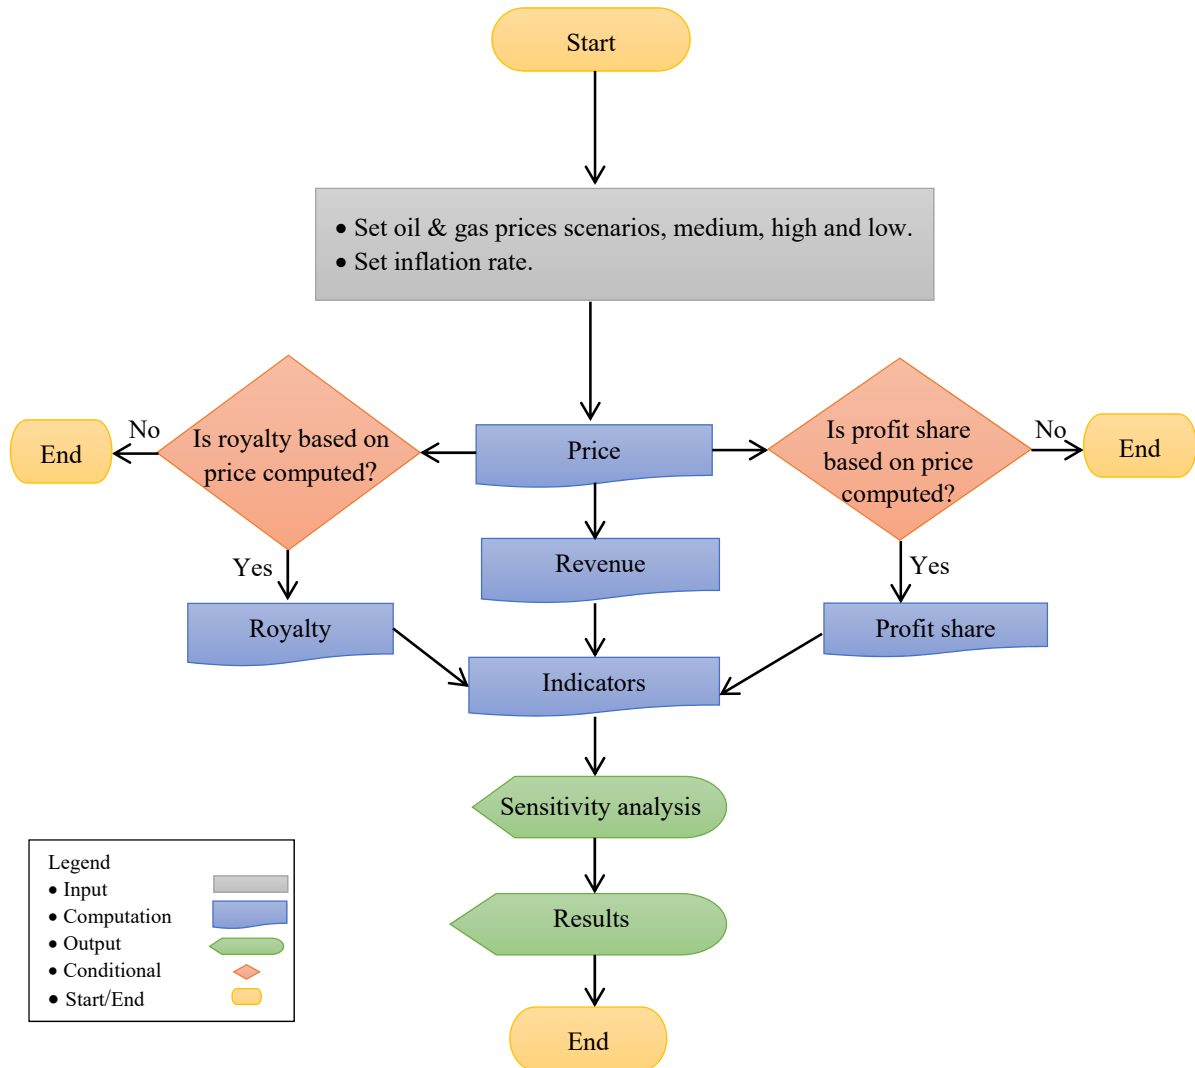 Start
• Set oil & gas prices scenarios, medium, high and low.
• Set inflation rate.
No
Is royalty based on
price computed?
End
Price
Is profit share
based on price
computed?
No
End
Yes
Revenue
Yes
Royalty
Profit share
Indicators
Sensitivity analysis
Results
End
Legend
• Input
• Computation
• Output
• Conditional
• Start/End